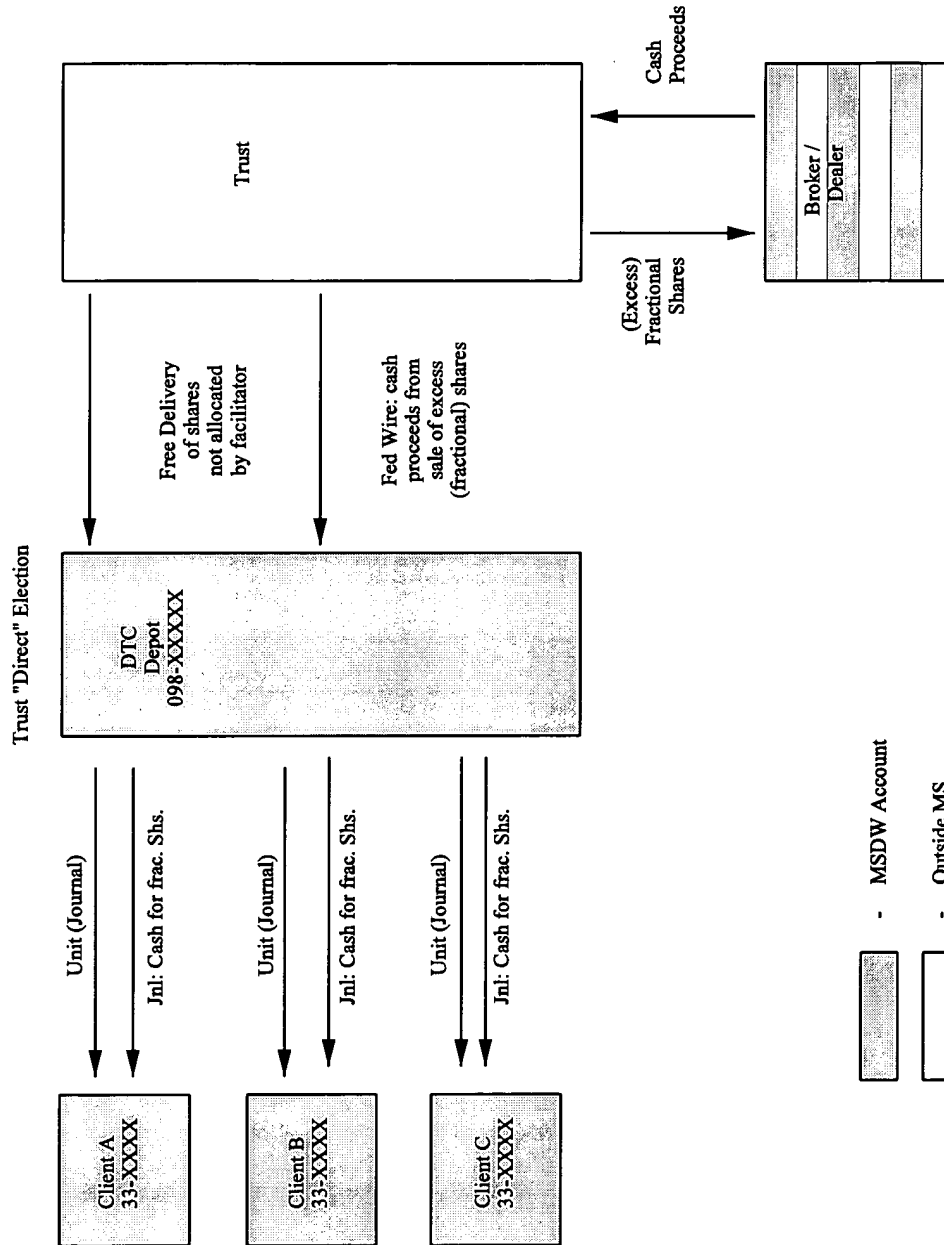 Trust "Direct" Election
Client A
33-XXXX
Unit (Journal)
Jnl: Cash for frac. Shs.
Client B
33-XXXX
Unit (Journal)
Jnl: Cash for frac. Shs.
Client C
33-XXXX
Unit (Journal)
Jnl: Cash for frac. Shs.
DTC
Depot
098-XXXXX
Free Delivery
of shares
not allocated
by facilitator
Fed Wire: cash
proceeds from
sale of excess
(fractional) shares
Trust
(Excess)
Fractional
Shares
Cash
Proceeds
Broker /
Dealer
- MSDW Account
- Outside MS